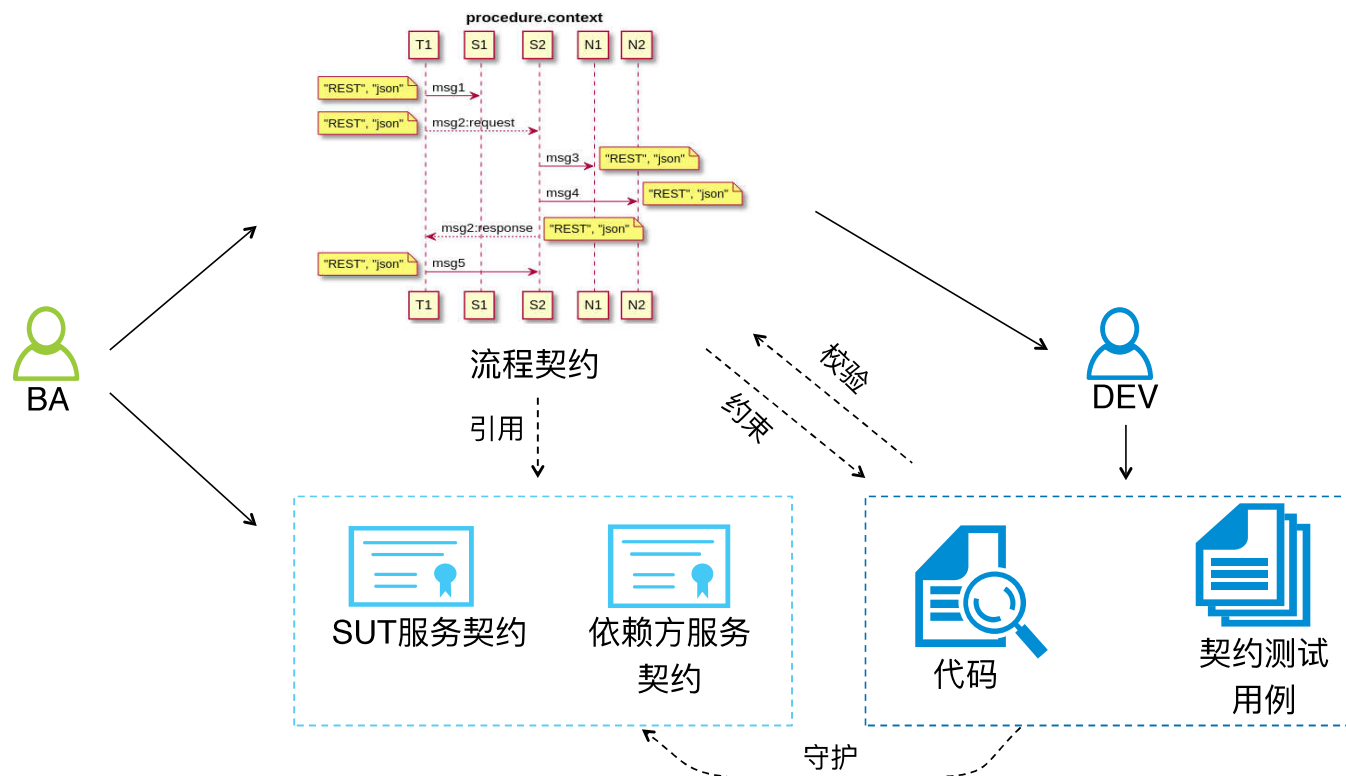 procedure.context
T1 S1 S2 N1 N2
"REST", "json" msg1
"REST", "json" msg2:request
msg3 "REST", "json"
msg4 "REST", "json"
msg2:response "REST", "json"
"REST", "json" msg5
T1 S1 S2 N1 N2
流程契约
校验
约束
BA
DEV
引用
SUT服务契约
依赖方服务
契约
代码
契约测试
用例
守护